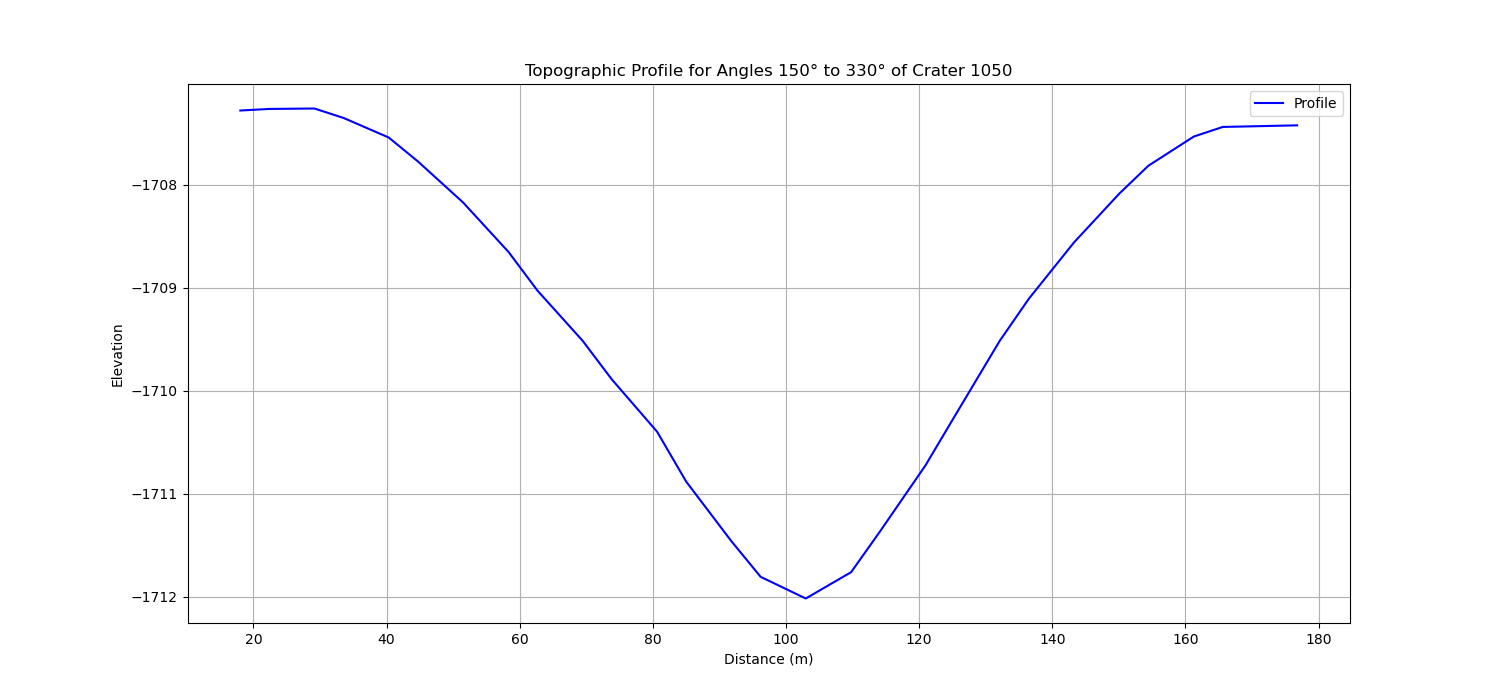 Topographic Profile for Angles 150° to 330° of Crater 1050
Profile
−1708
−1709
−1710
−1711
−1712
Elevation
20 40 60 80 100 120 140 160 180
Distance (m)